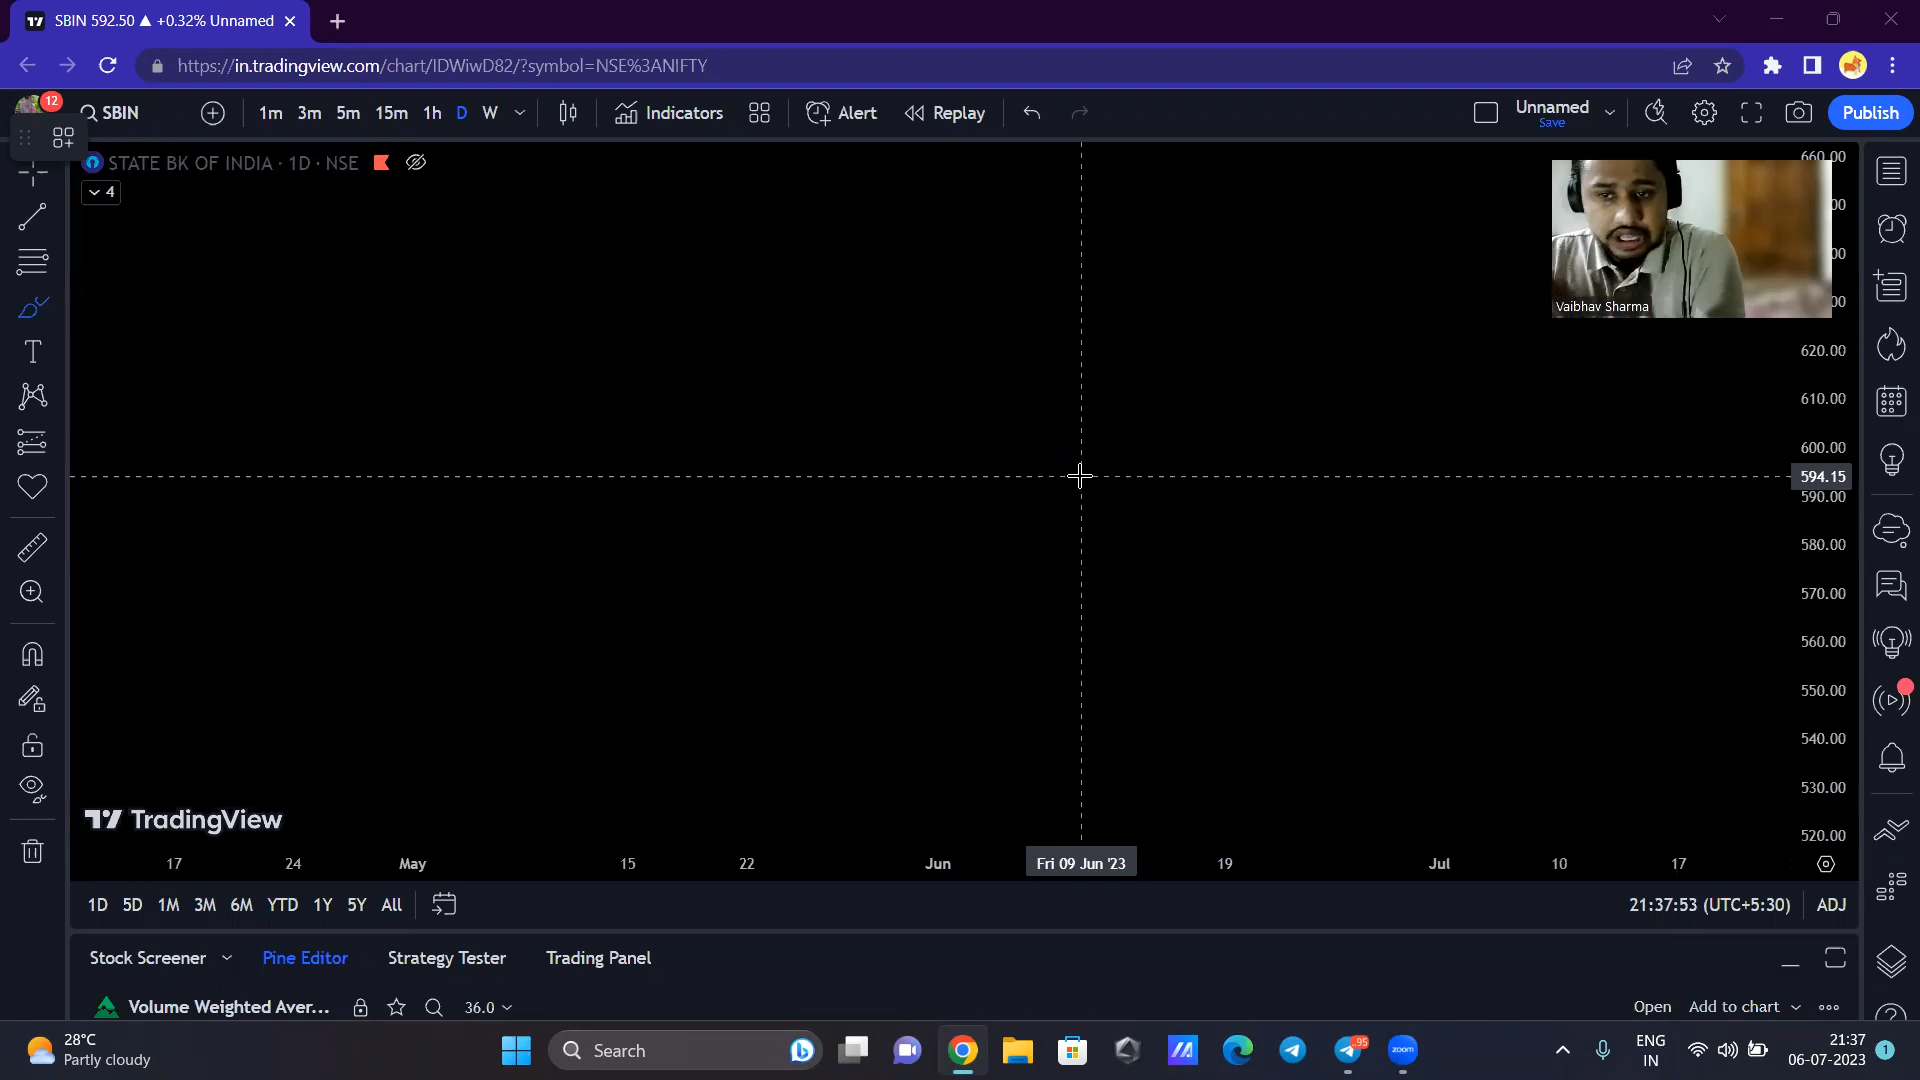 SBIN 592.50 ▲ +0.32% Unnamed
https://in.tradingview.com/chart/IDWiwD82/?symbol=NSE%3ANIFTY
12
SBIN 1m 3m 5m 15m 1h D W Indicators Alert Replay Unnamed Save Publish
STATE BK OF INDIA · 1D · NSE
4
660.00
00
00
00
Vaibhav Sharma
620.00
610.00
600.00
594.15
590.00
580.00
570.00
560.00
550.00
540.00
530.00
520.00
TradingView
17 24 May 15 22 Jun Fri 09 Jun '23 19 Jul 10 17
1D 5D 1M 3M 6M YTD 1Y 5Y All 21:37:53 (UTC+5:30) ADJ
Stock Screener Pine Editor Strategy Tester Trading Panel
Volume Weighted Aver... 36.0 Open Add to chart
28°C
Partly cloudy
Search
95
zoom
ENG
IN
21:37
06-07-2023
1